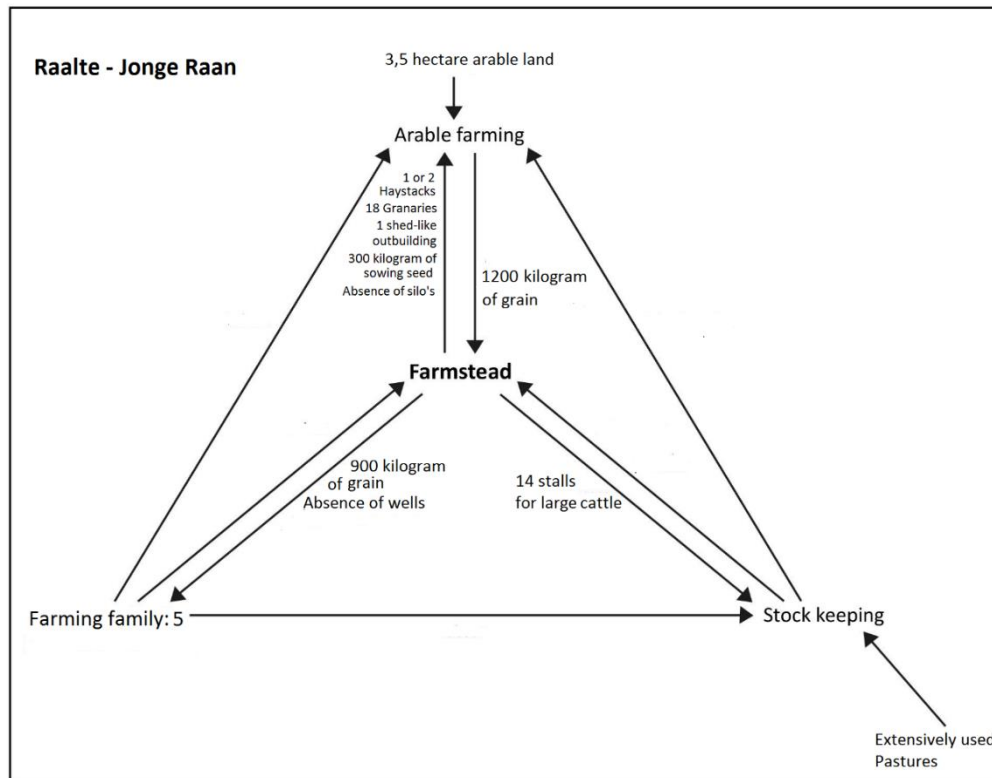 Raalte - Jonge Raan
3,5 hectare arable land
Arable farming
1 or 2
Haystacks
18 Granaries
1 shed-like
outbuilding
300 kilogram of
sowing seed
Absence of silo's
1200 kilogram
of grain
Farmstead
900 kilogram
of grain
Absence of wells
14 stalls
for large cattle
Farming family: 5
Stock keeping
Extensively used
Pastures